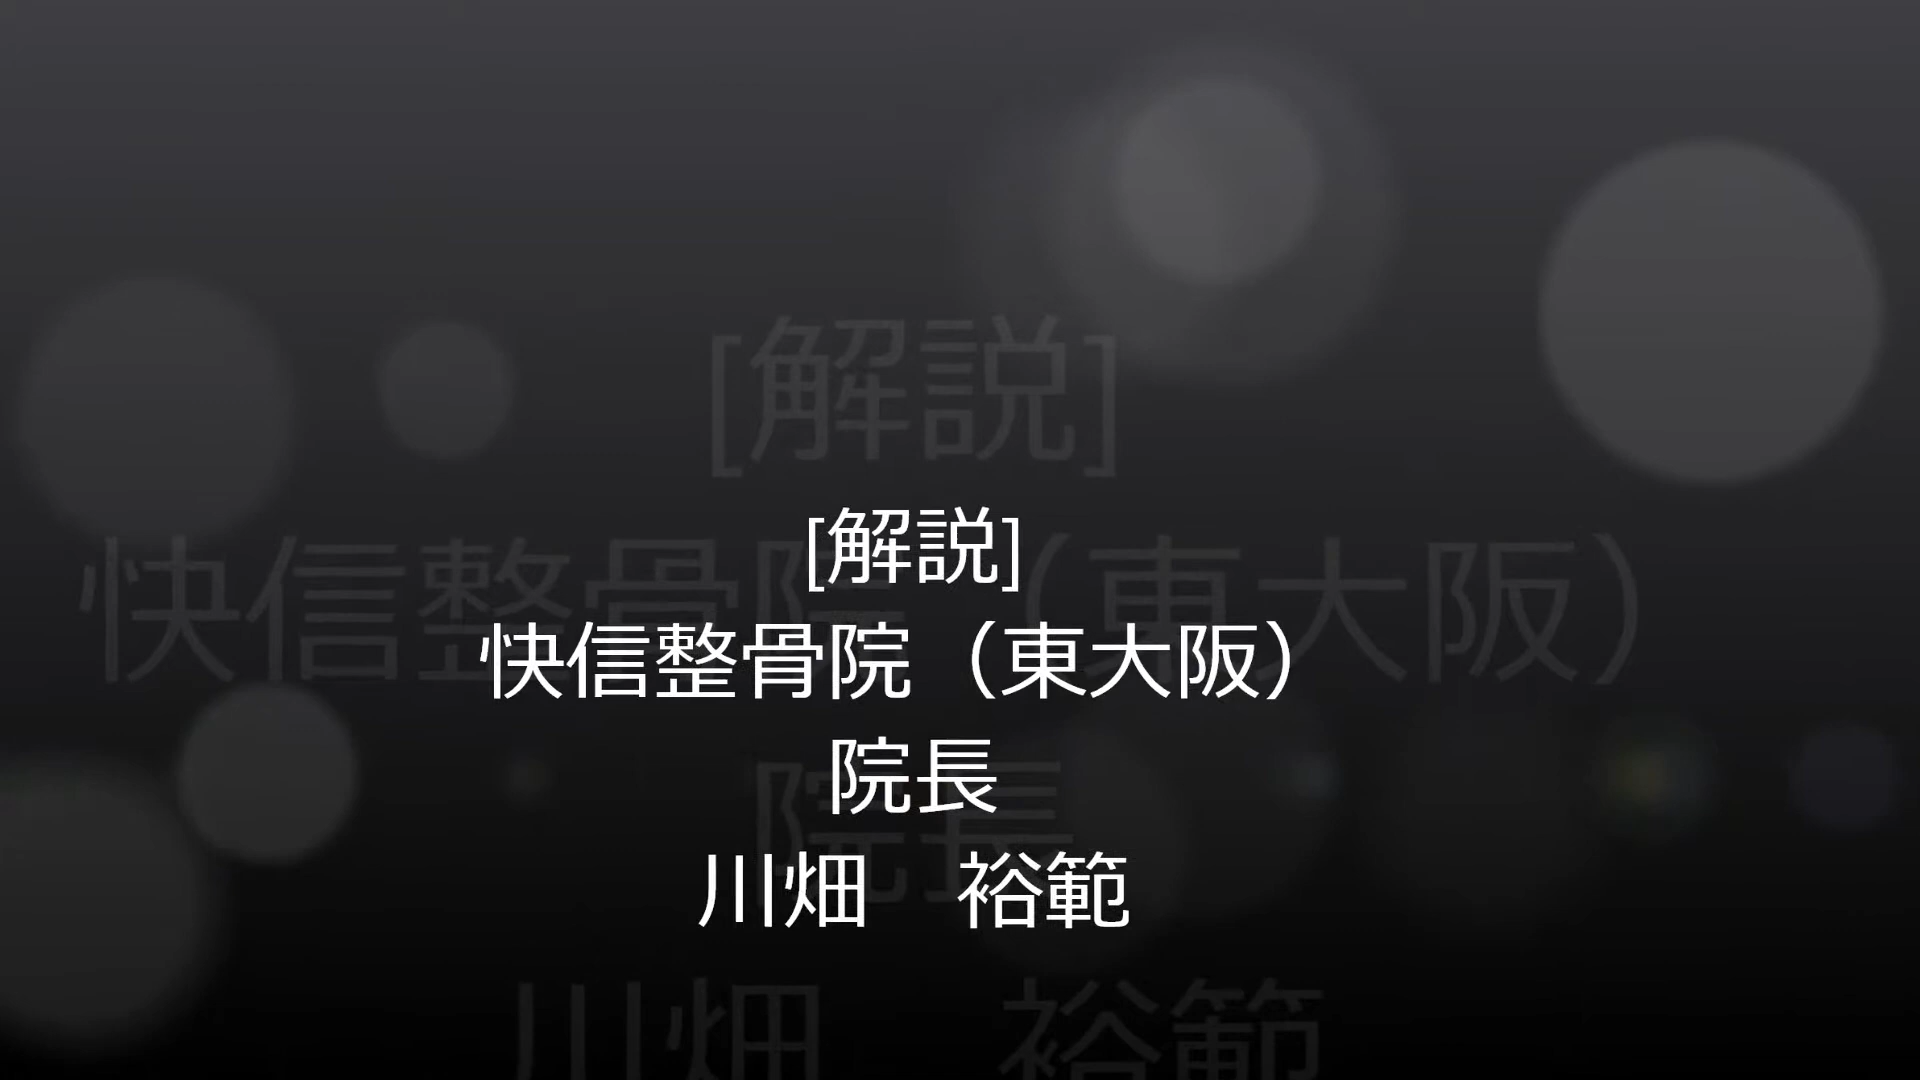 [解説]
快信整骨院（東大阪）
院長
川畑　裕範